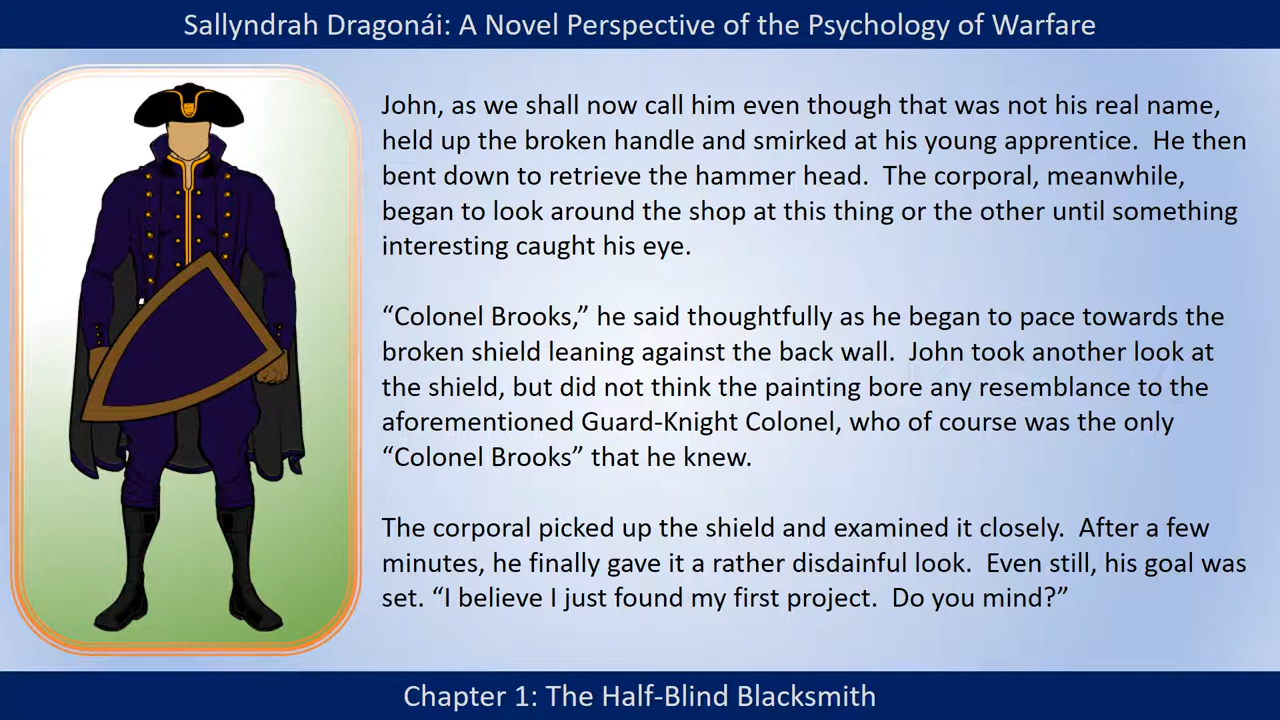 Sallyndrah Dragonái: A Novel Perspective of the Psychology of Warfare
John, as we shall now call him even though that was not his real name,
held up the broken handle and smirked at his young apprentice.  He then
bent down to retrieve the hammer head.  The corporal, meanwhile,
began to look around the shop at this thing or the other until something
interesting caught his eye.
“Colonel Brooks,” he said thoughtfully as he began to pace towards the
broken shield leaning against the back wall.  John took another look at
the shield, but did not think the painting bore any resemblance to the
aforementioned Guard-Knight Colonel, who of course was the only
“Colonel Brooks” that he knew.
The corporal picked up the shield and examined it closely.  After a few
minutes, he finally gave it a rather disdainful look.  Even still, his goal was
set. “I believe I just found my first project.  Do you mind?”
Chapter 1: The Half-Blind Blacksmith